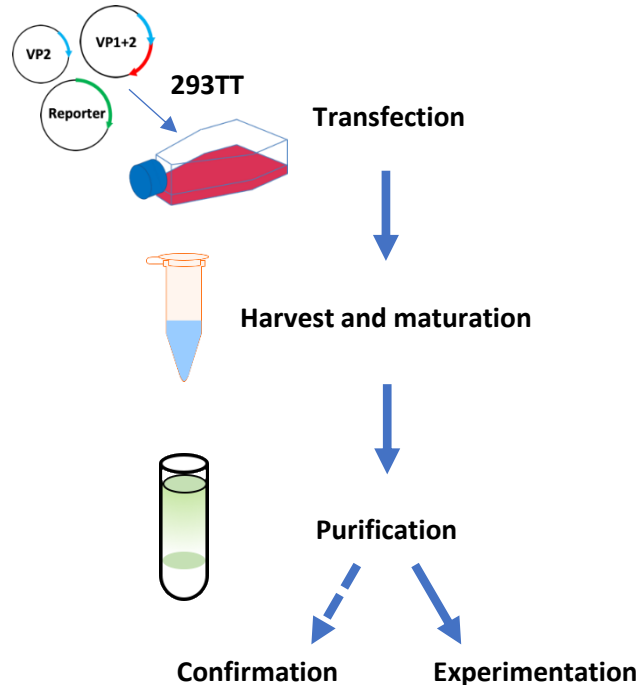 VP2
VP1+2
Reporter
293TT
Transfection
Harvest and maturation
Purification
Confirmation
Experimentation